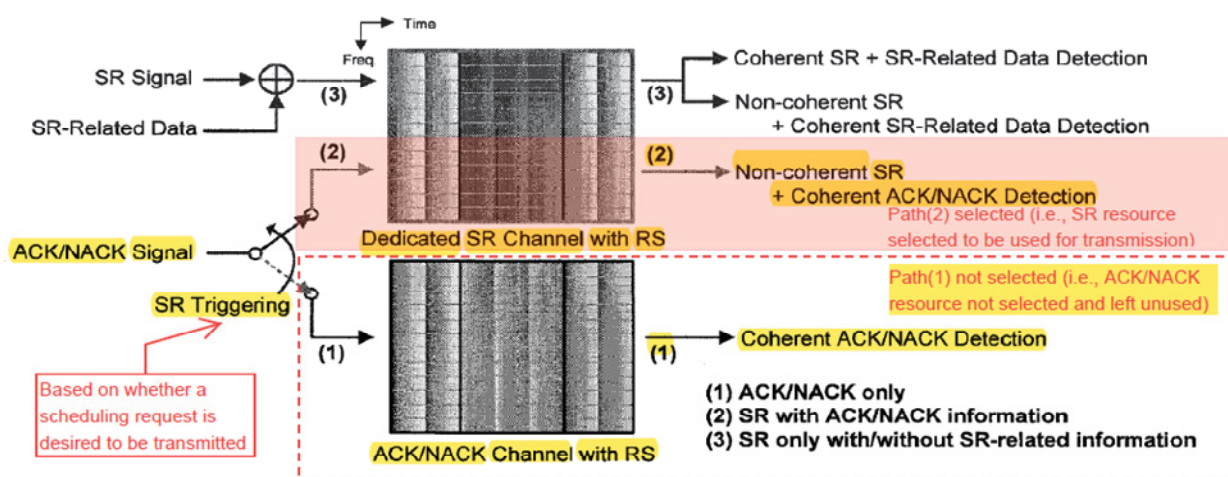 Time
Freq
SR Signal
(3)
(3)
Coherent SR + SR-Related Data Detection
SR-Related Data
Non-coherent SR
+ Coherent SR-Related Data Detection
(2)
(2)
Non-coherent SR
+ Coherent ACK/NACK Detection
Path(2) selected (i.e., SR resource
selected to be used for transmission)
Dedicated SR Channel with RS
ACK/NACK Signal
SR Triggering
Path(1) not selected (i.e., ACK/NACK
resource not selected and left unused)
(1)
(1)
Coherent ACK/NACK Detection
Based on whether a
scheduling request is
desired to be transmitted
(1) ACK/NACK only
(2) SR with ACK/NACK information
(3) SR only with/without SR-related information
ACK/NACK Channel with RS